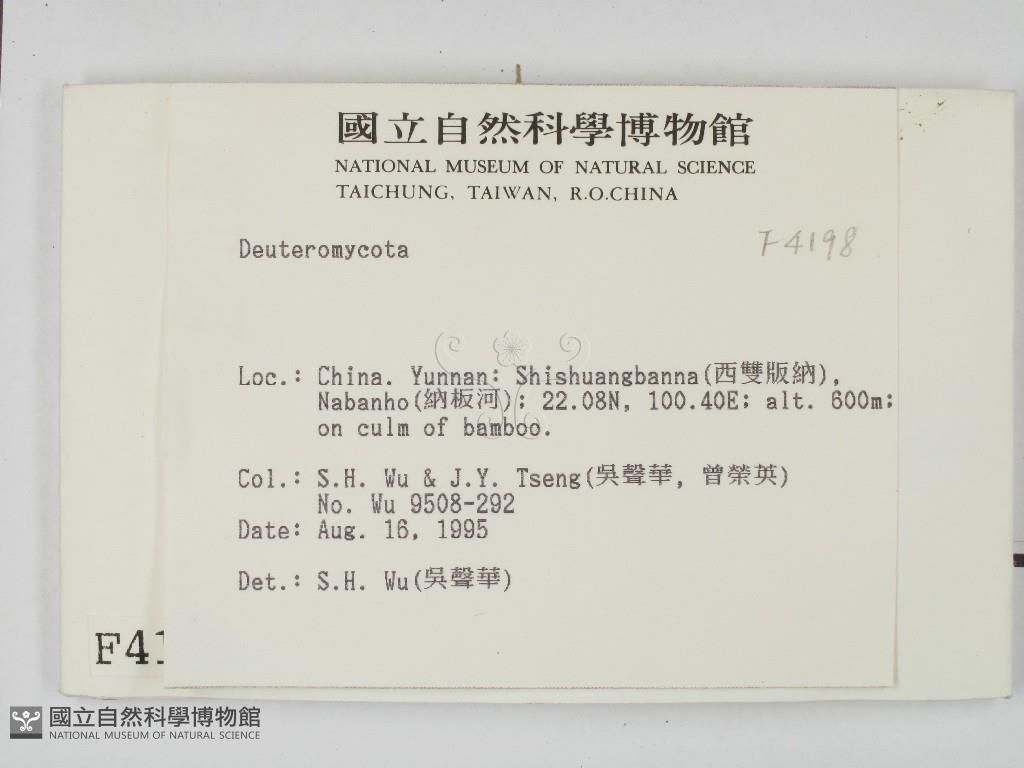 國立自然科學博物館
NATIONAL MUSEUM OF NATURAL SCIENCE
TAICHUNG, TAIWAN, R.O.CHINA
F4198
Deuteromycota
Loc.: China. Yunnan: Shishuangbanna(西雙版納),
Nabanho(納板河); 22.08N, 100.40E; alt. 600m;
on culm of bamboo.
Col.: S.H. Wu & J.Y. Tseng(吳聲華, 曾榮英)
No. Wu 9508-292
Date: Aug. 16, 1995
Det.: S.H. Wu(吳聲華)
F41
國立自然科學博物館
NATIONAL MUSEUM OF NATURAL SCIENCE